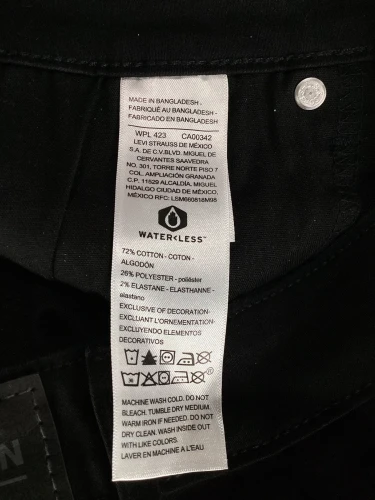 MADE IN BANGLADESH -
FABRIQUÉ AU BANGLADESH -
FABRICADO EN BANGLADESH
WPL 423 CA00342
LEVI STRAUSS DE MÉXICO
S.A. DE C.V.BLVD. MIGUEL DE
CERVANTES SAAVEDRA
NO. 301, TORRE NORTE PISO 7
COL. AMPLIACIÓN GRANADA
C.P. 11529 ALCALDÍA. MIGUEL
HIDALGO CIUDAD DE MÉXICO,
MÉXICO RFC: LSM660818M98
WATER<LESS™
72% COTTON - COTON -
ALGODÓN
26% POLYESTER - poliéster
2% ELASTANE - ELASTHANNE -
elastano
EXCLUSIVE OF DECORATION-
EXCLUANT L'ORNEMENTATION-
EXCLUYENDO ELEMENTOS
DECORATIVOS
MACHINE WASH COLD. DO NOT
BLEACH. TUMBLE DRY MEDIUM.
WARM IRON IF NEEDED. DO NOT
DRY CLEAN. WASH INSIDE OUT
WITH LIKE COLORS.
LAVER EN MACHINE A L'EAU